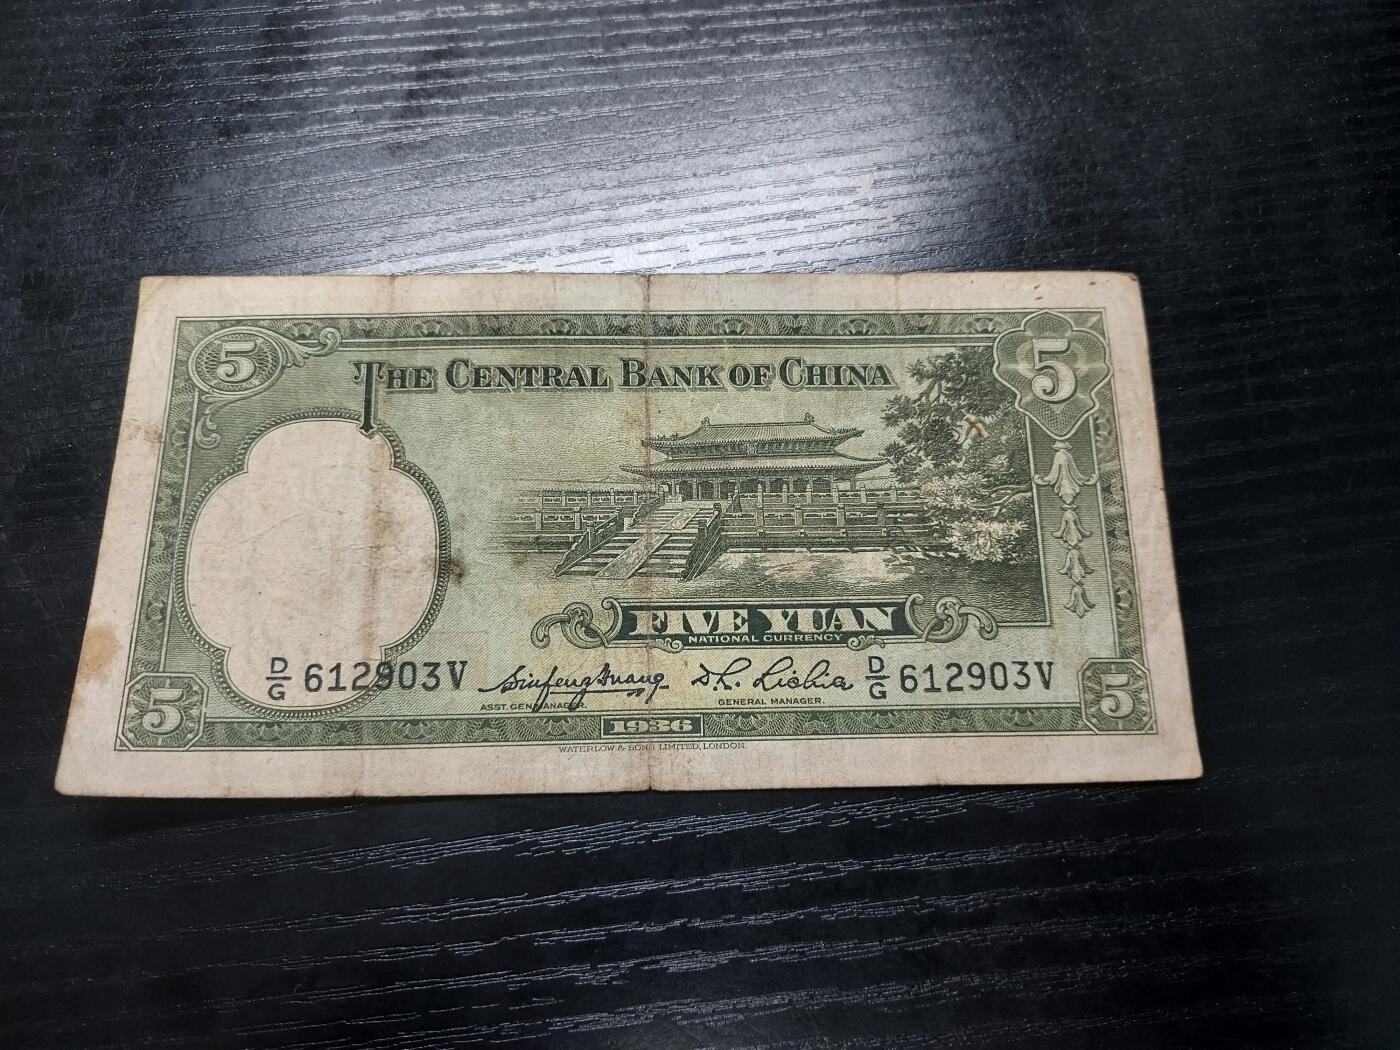 5 5
THE CENTRAL BANK OF CHINA
FIVE YUAN
NATIONAL CURRENCY
D/G 612903V D/G 612903V
ASST. GEN. MANAGER. GENERAL MANAGER.
5 1936 5
WATERLOW & SONS LIMITED, LONDON.